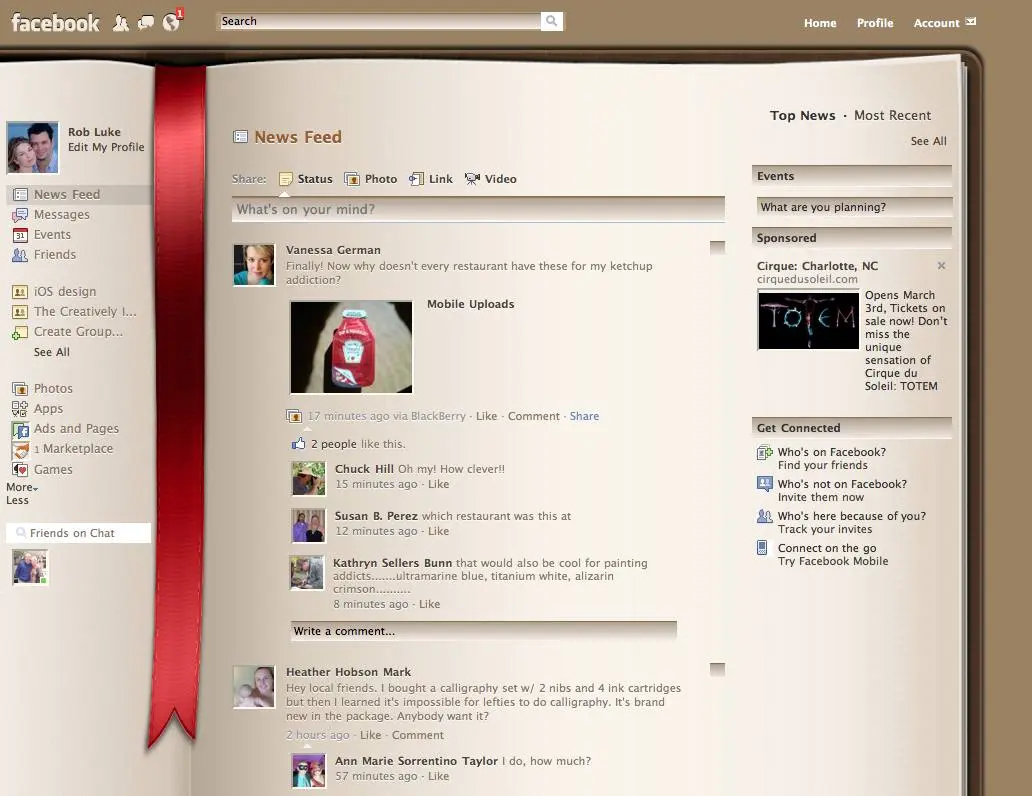 facebook
1
Search
Home Profile Account
Rob Luke
Edit My Profile
News Feed
Messages
31 Events
Friends
iOS design
The Creatively I...
Create Group...
See All
Photos
Apps
Ads and Pages
1 Marketplace
Games
More
Less
Friends on Chat
News Feed
Top News · Most Recent
See All
Share: Status Photo Link Video
What's on your mind?
Vanessa German
Finally! Now why doesn't every restaurant have these for my ketchup
addiction?
Mobile Uploads
HEINZ
17 minutes ago via BlackBerry · Like · Comment · Share
2 people like this.
Chuck Hill Oh my! How clever!!
15 minutes ago · Like
Susan B. Perez which restaurant was this at
12 minutes ago · Like
Kathryn Sellers Bunn that would also be cool for painting
addicts.......ultramarine blue, titanium white, alizarin
crimson..........
8 minutes ago · Like
Write a comment...
Heather Hobson Mark
Hey local friends. I bought a calligraphy set w/ 2 nibs and 4 ink cartridges
but then I learned it's impossible for lefties to do calligraphy. It's brand
new in the package. Anybody want it?
2 hours ago · Like · Comment
Ann Marie Sorrentino Taylor I do, how much?
57 minutes ago · Like
Events
What are you planning?
Sponsored
Cirque: Charlotte, NC
cirquedusoleil.com
TOTEM
Opens March
3rd, Tickets on
sale now! Don't
miss the
unique
sensation of
Cirque du
Soleil: TOTEM
Get Connected
Who's on Facebook?
Find your friends
Who's not on Facebook?
Invite them now
Who's here because of you?
Track your invites
Connect on the go
Try Facebook Mobile